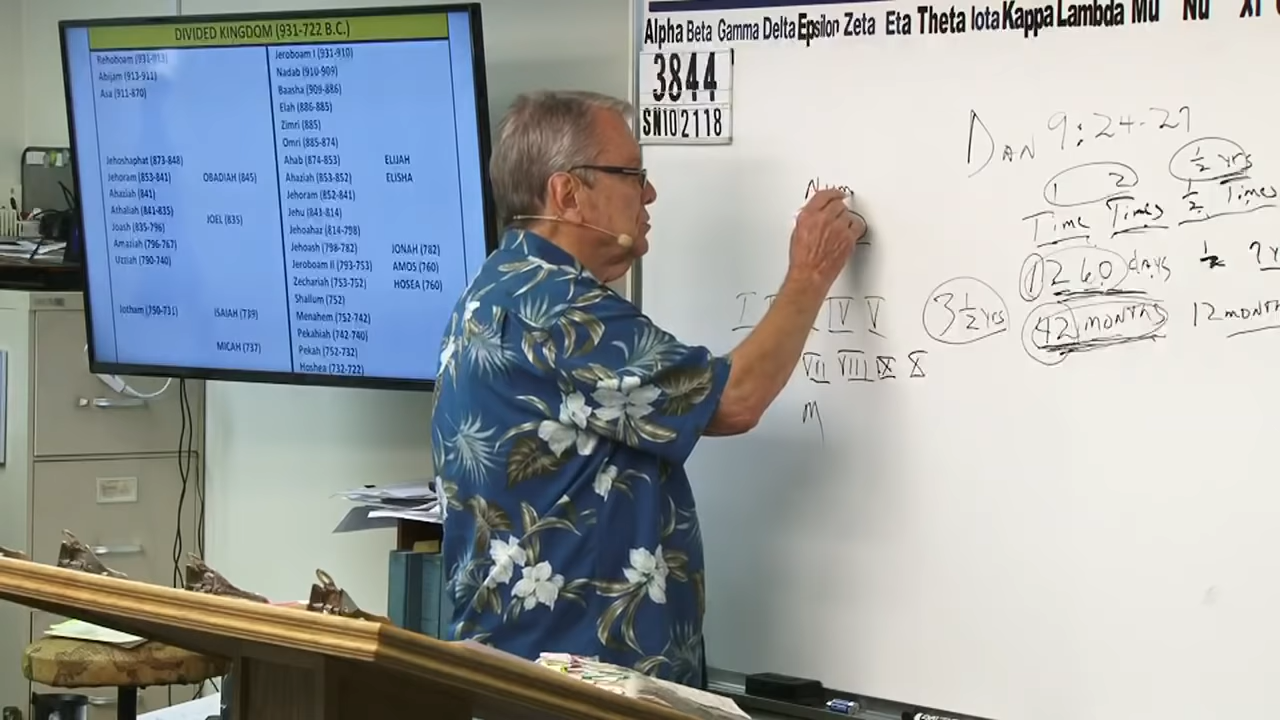 DIVIDED KINGDOM (931-722 B.C.)
Rehoboam (931-913)
Abijam (913-911)
Asa (911-870)
Jehoshaphat (873-848)
Jehoram (853-841) OBADIAH (845)
Ahaziah (841)
Athaliah (841-835)
JOEL (835)
Joash (835-796)
Amaziah (796-767)
Uzziah (790-740)
Jotham (750-731) ISAIAH (739)
MICAH (737)
Jeroboam I (931-910)
Nadab (910-909)
Baasha (909-886)
Elah (886-885)
Zimri (885)
Omri (885-874)
Ahab (874-853) ELIJAH
Ahaziah (853-852) ELISHA
Jehoram (852-841)
Jehu (841-814)
Jehoahaz (814-798)
Jehoash (798-782) JONAH (782)
Jeroboam II (793-753) AMOS (760)
Zechariah (753-752) HOSEA (760)
Shallum (752)
Menahem (752-742)
Pekahiah (742-740)
Pekah (752-732)
Hoshea (732-722)
Alpha Beta Gamma Delta Epsilon Zeta Eta Theta Iota Kappa Lambda Mu Nu XI
3844
SN102118
DAN 9:24-27
1 2 ½ yrs
Time Times ½ Times
1260 days
3 ½ yrs
42 MONTHS 12 MONTHS
Num
I IV V
VII VIII IX X
M